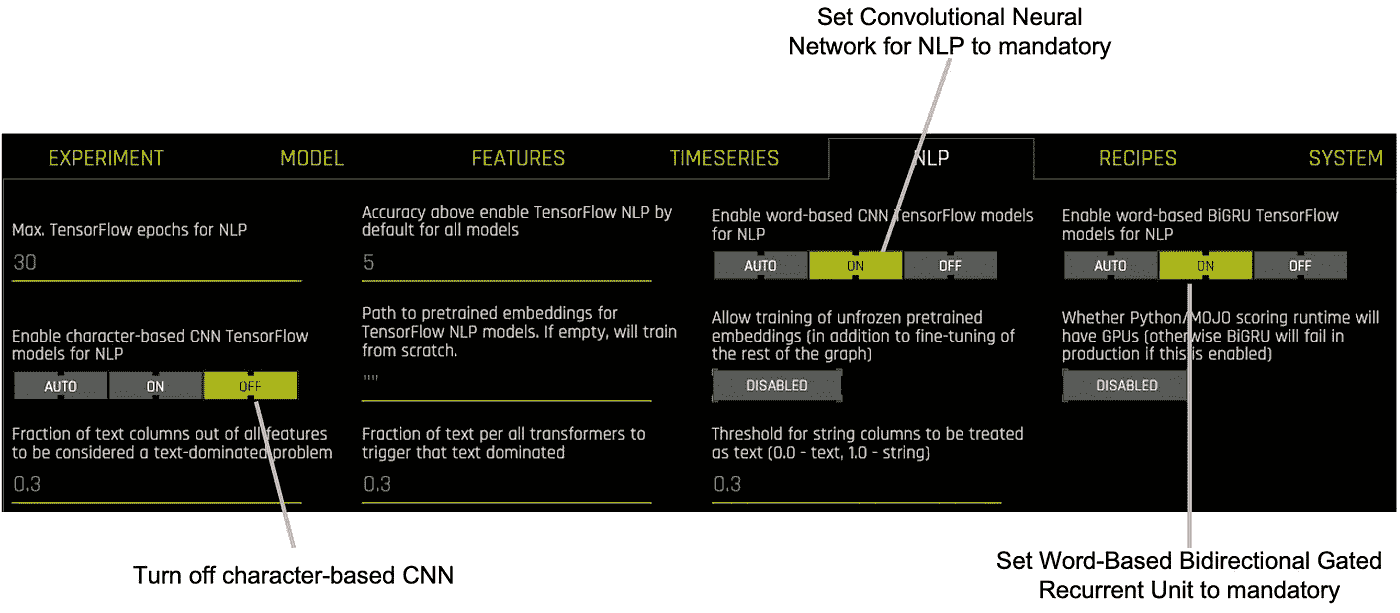 Set Convolutional Neural
Network for NLP to mandatory
EXPERIMENT
MODEL
FEATURES
TIMESERIES
NLP
RECIPES
SYSTEM
Max. TensorFlow epochs for NLP
30
Accuracy above enable TensorFlow NLP by
default for all models
5
Enable word-based CNN TensorFlow models
for NLP
AUTO
ON
OFF
Enable word-based BiGRU TensorFlow
models for NLP
AUTO
ON
OFF
Enable character-based CNN TensorFlow
models for NLP
AUTO
ON
OFF
Path to pretrained embeddings for
TensorFlow NLP models. If empty, will train
from scratch.
""
Allow training of unfrozen pretrained
embeddings (in addition to fine-tuning of
the rest of the graph)
DISABLED
Whether Python/MOJO scoring runtime will
have GPUs (otherwise BiGRU will fail in
production if this is enabled)
DISABLED
Fraction of text columns out of all features
to be considered a text-dominated problem
0.3
Fraction of text per all transformers to
trigger that text dominated
0.3
Threshold for string columns to be treated
as text (0.0 - text, 1.0 - string)
0.3
Turn off character-based CNN
Set Word-Based Bidirectional Gated
Recurrent Unit to mandatory